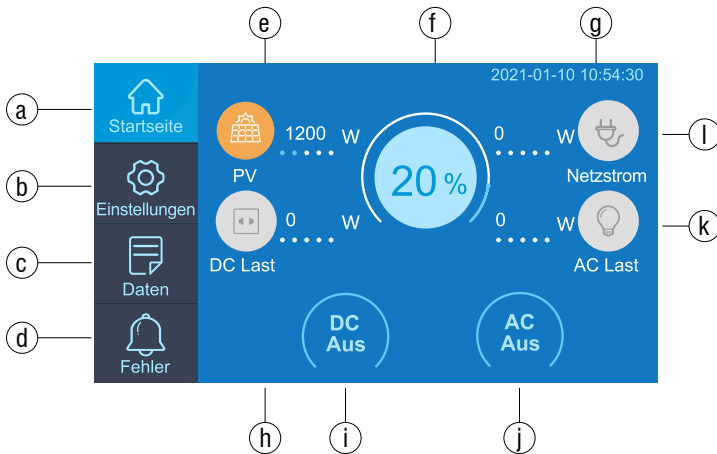 e f g
2021-01-10 10:54:30
a Startseite
1200 W 0 W l
PV 20 % Netzstrom
b Einstellungen
0 W 0 W k
DC Last AC Last
c Daten
DC Aus
AC Aus
d Fehler
h i j